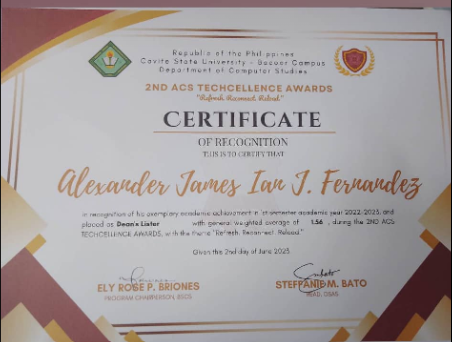 Republic of the Philippines
Cavite State University - Bacoor Campus
Department of Computer Studies
2ND ACS TECHCELLENCE AWARDS
"Refresh. Reconnect. Reload."
CERTIFICATE
OF RECOGNITION
THIS IS TO CERTIFY THAT
Alexander James Ian J. Fernandez
in recognition of his exemplary academic achievement in 1st semester academic year 2022-2023, and
placed as Dean's Lister with general weighted average of 1.56 , during the 2ND ACS
TECHCELLENCE AWARDS, with the theme "Refresh. Reconnect. Reload."
Given this 2nd day of June 2023.
ELY ROSE P. BRIONES
PROGRAM CHAIRPERSON, BSCS
STEFFANIE M. BATO
HEAD,